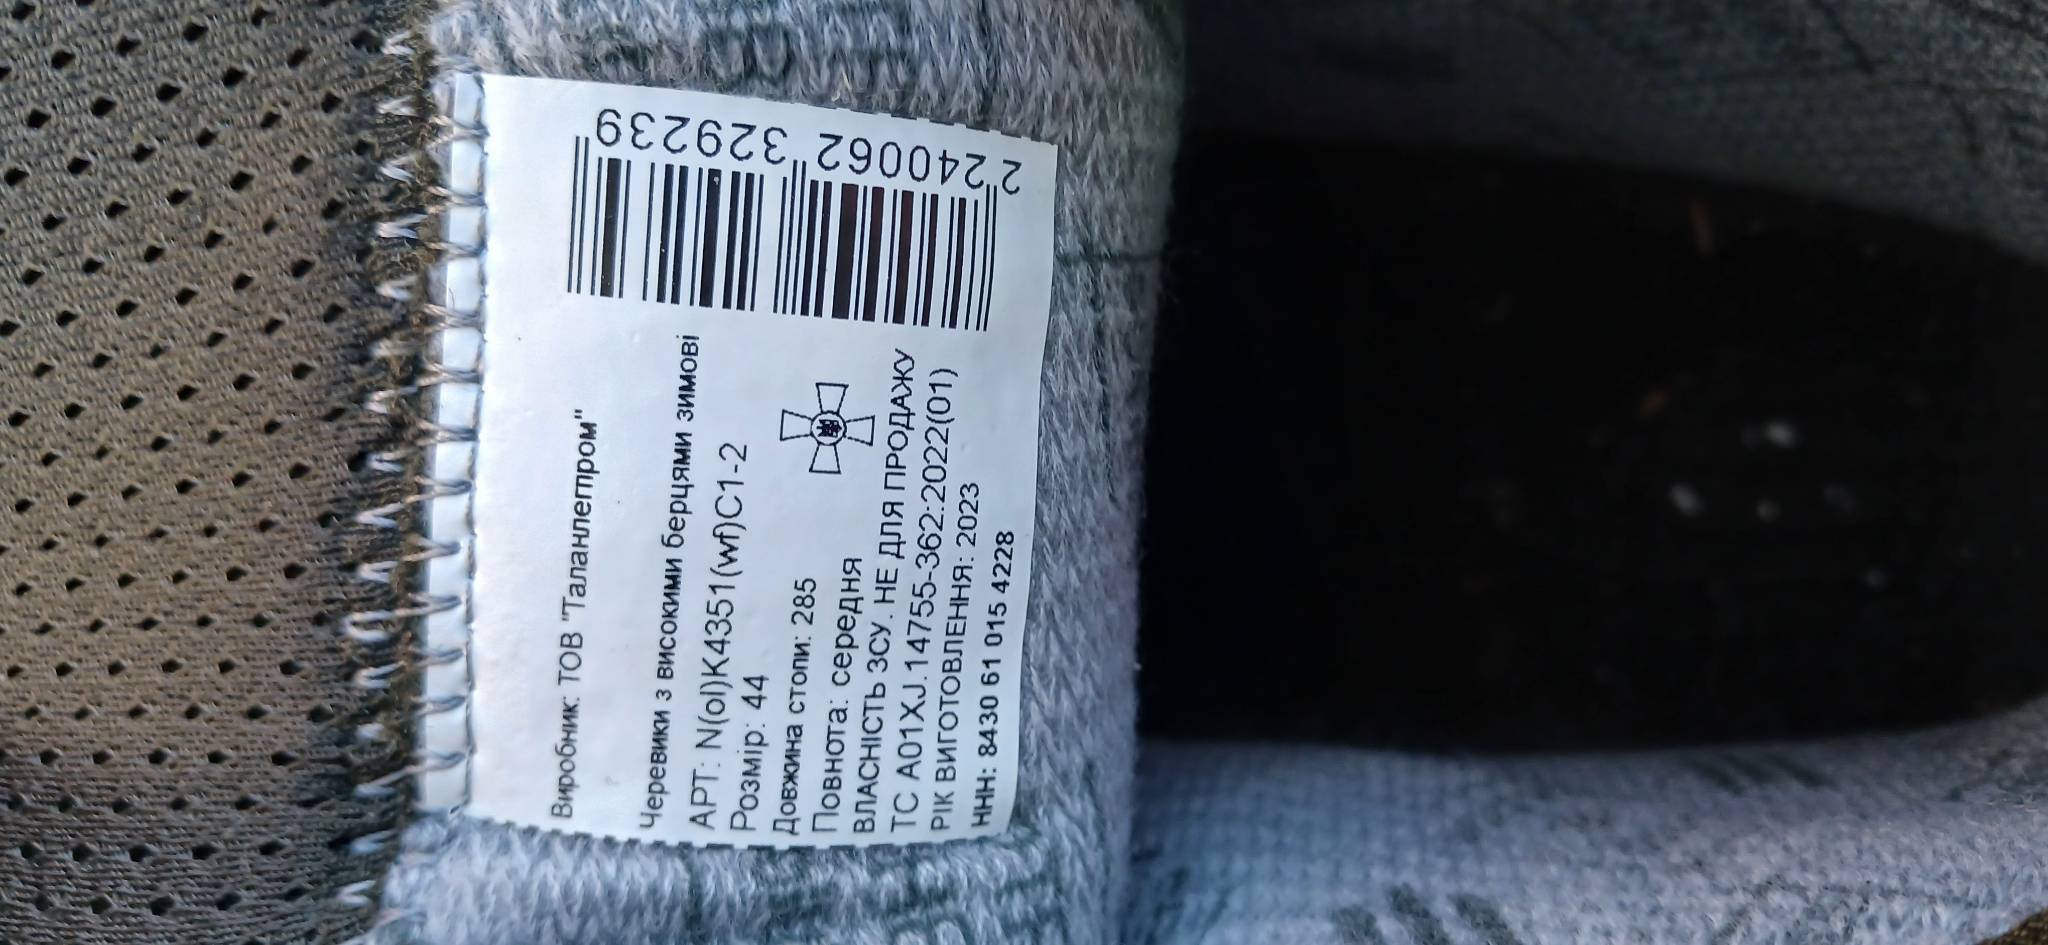 Виробник: ТОВ "Таланлегпром"
Черевики з високими берцями зимові
АРТ: N(ol)K4351(wf)C1-2
Розмір: 44
Довжина стопи: 285
Повнота: середня
ВЛАСНІСТЬ ЗСУ. НЕ ДЛЯ ПРОДАЖУ
ТС А01XJ.14755-362:2022(01)
РІК ВИГОТОВЛЕННЯ: 2023
ННН: 8430 61 015 4228
2 240062 329239